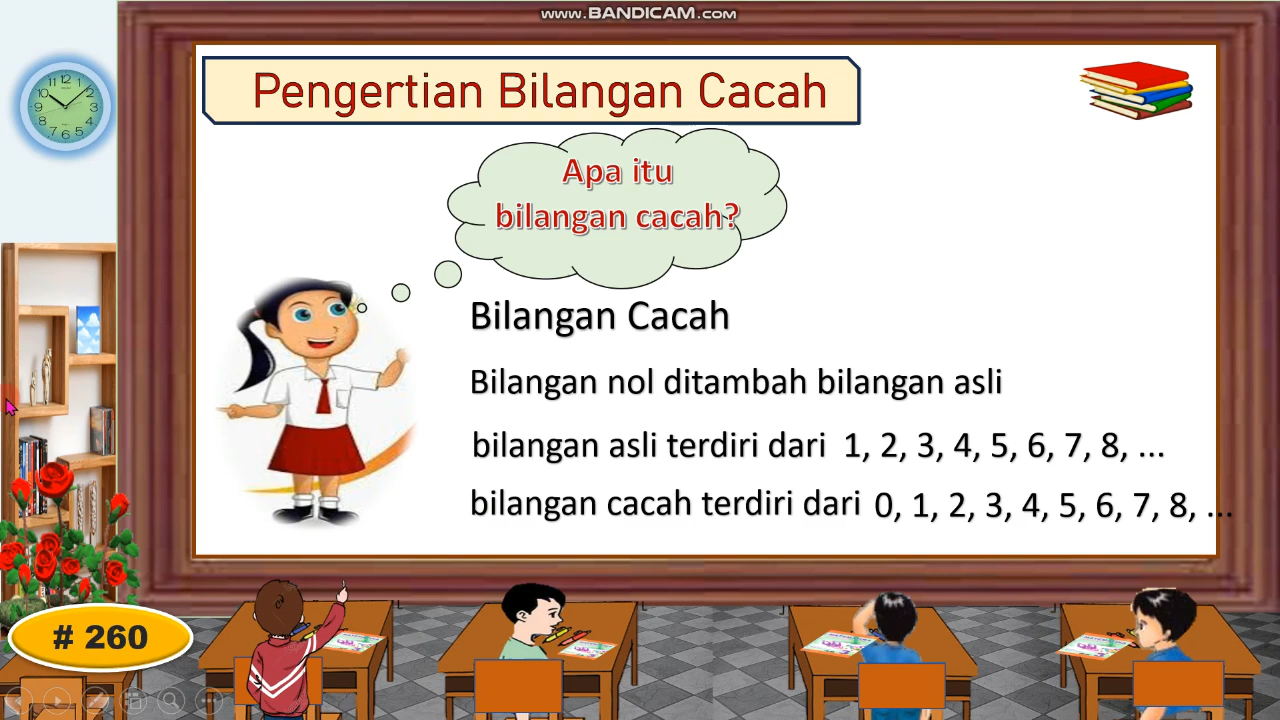 www.BANDICAM.com
Pengertian Bilangan Cacah
Apa itu
bilangan cacah?
Bilangan Cacah
Bilangan nol ditambah bilangan asli
bilangan asli terdiri dari 1, 2, 3, 4, 5, 6, 7, 8, ...
bilangan cacah terdiri dari 0, 1, 2, 3, 4, 5, 6, 7, 8, ...
# 260